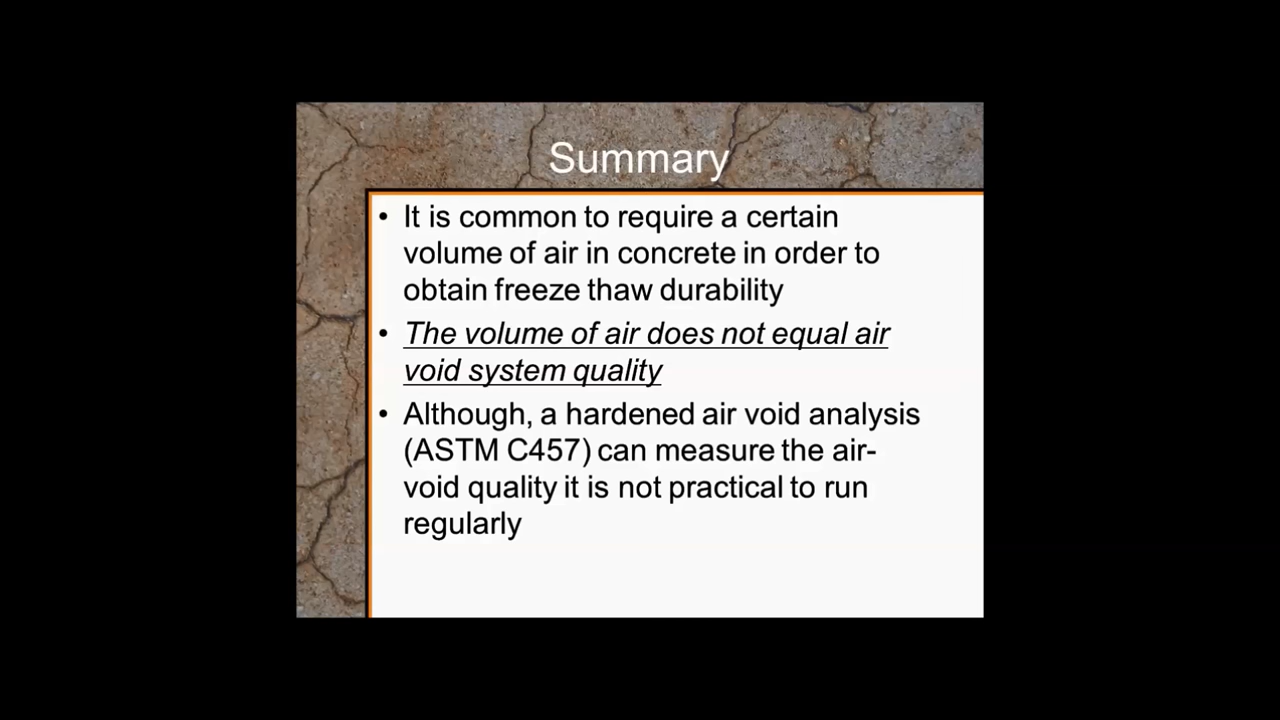 Summary
• It is common to require a certain
volume of air in concrete in order to
obtain freeze thaw durability
• The volume of air does not equal air
void system quality
• Although, a hardened air void analysis
(ASTM C457) can measure the air-
void quality it is not practical to run
regularly